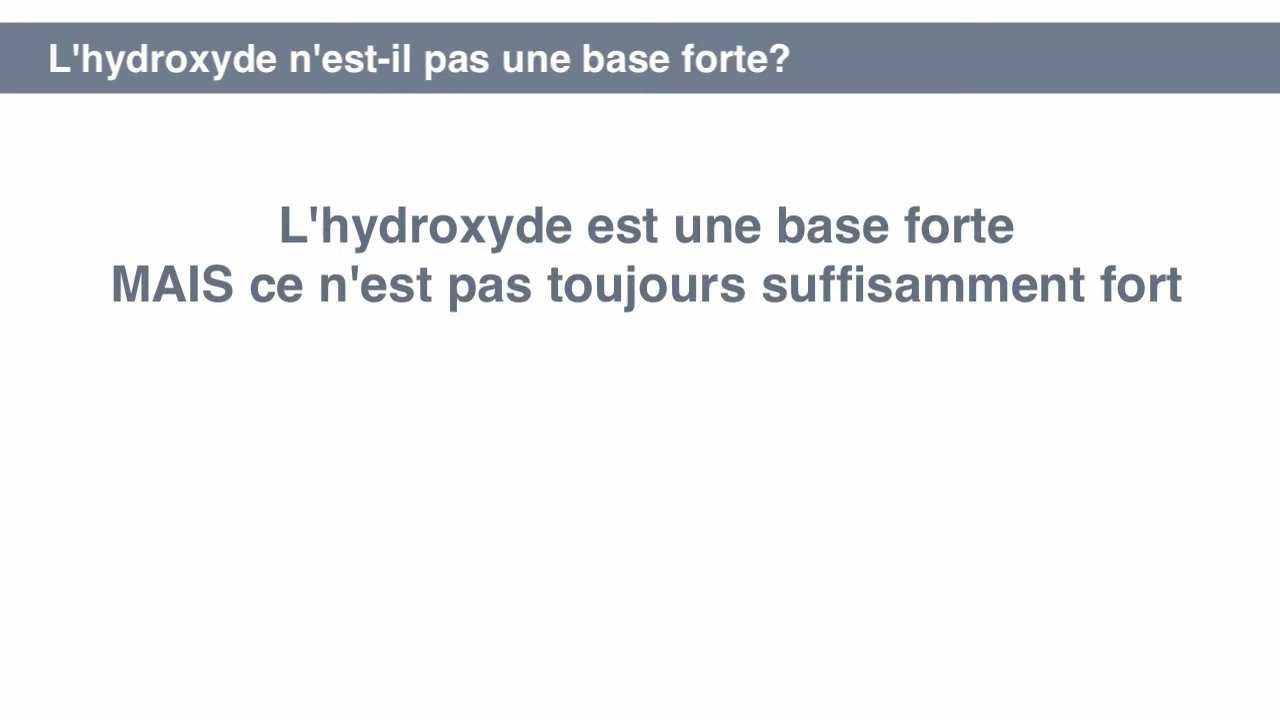 L'hydroxyde n'est-il pas une base forte?
L'hydroxyde est une base forte
MAIS ce n'est pas toujours suffisamment fort